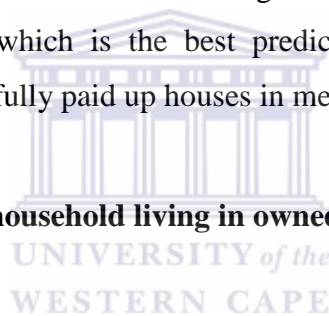 which is the best predic
fully paid up houses in me
household living in owned
UNIVERSITY of the
WESTERN CAPE